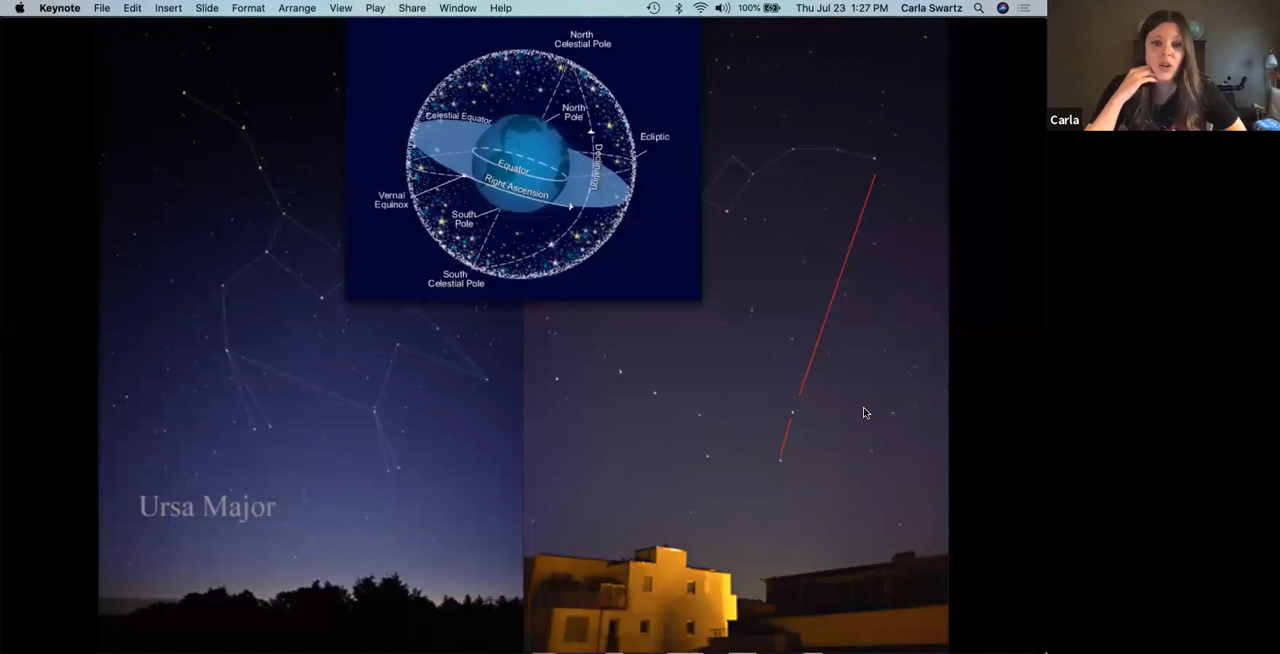 Keynote File Edit Insert Slide Format Arrange View Play Share Window Help 100% Thu Jul 23 1:27 PM Carla Swartz
North
Celestial Pole
North
Pole
Celestial Equator
Ecliptic
Declination
Equator
Right Ascension
Vernal
Equinox
South
Pole
South
Celestial Pole
Ursa Major
Carla